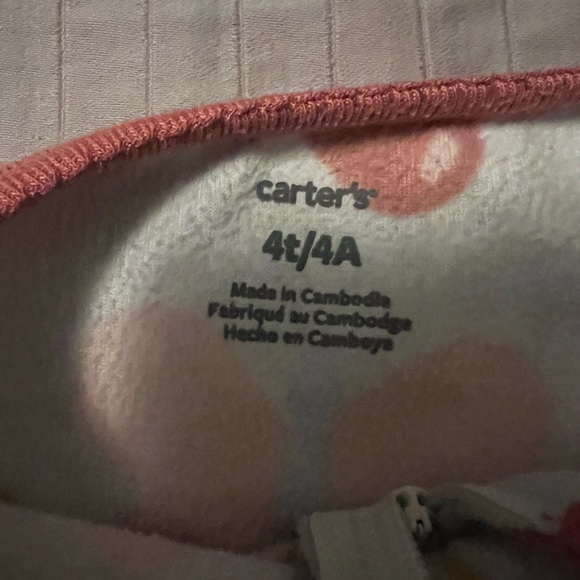 carter's®
4t/4A
Made in Cambodia
Fabriqué au Cambodge
Hecho en Camboya